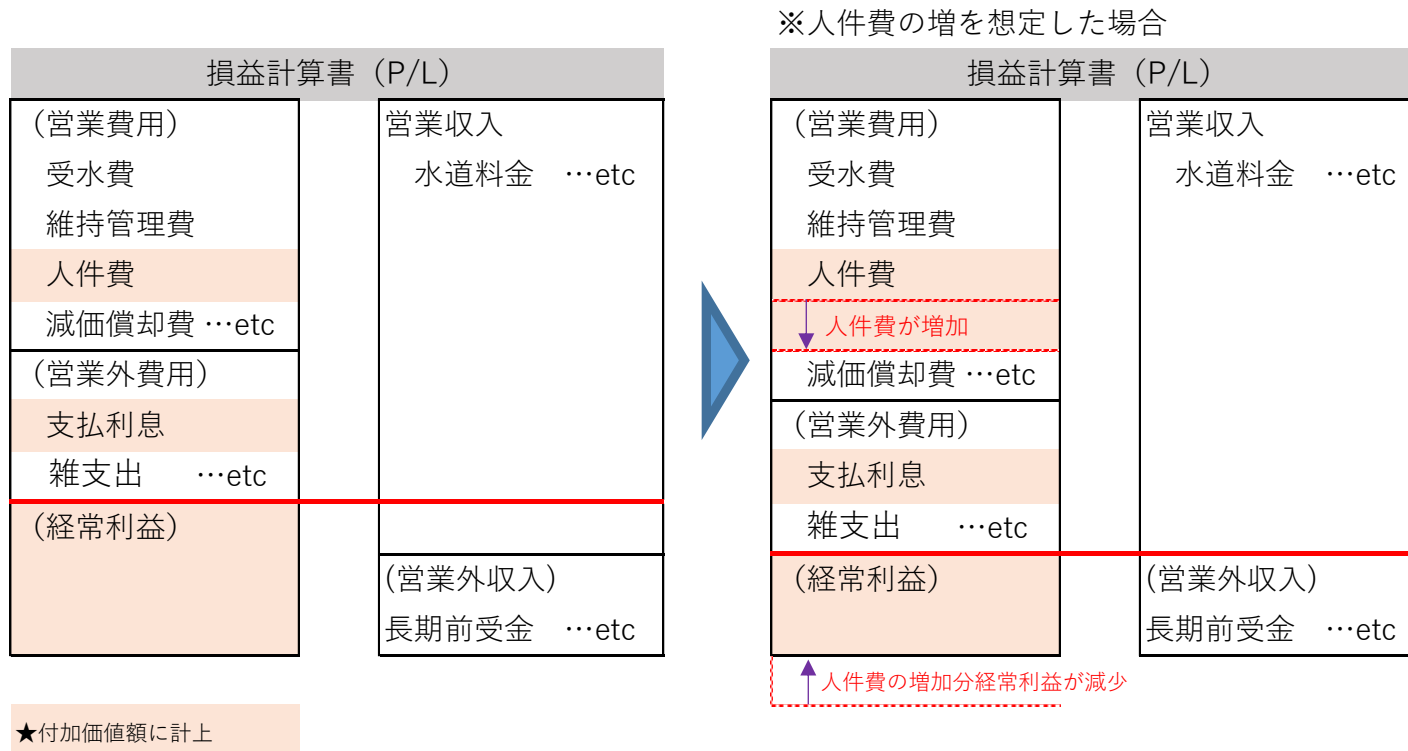 ※人件費の増を想定した場合
損益計算書（P/L）
(営業費用)
受水費
維持管理費
人件費
減価償却費 …etc
(営業外費用)
支払利息
雑支出 …etc
(経常利益)
営業収入
水道料金 …etc
(営業外収入)
長期前受金 …etc
★付加価値額に計上
損益計算書（P/L）
(営業費用)
受水費
維持管理費
人件費
人件費が増加
減価償却費 …etc
(営業外費用)
支払利息
雑支出 …etc
(経常利益)
人件費の増加分経常利益が減少
営業収入
水道料金 …etc
(営業外収入)
長期前受金 …etc